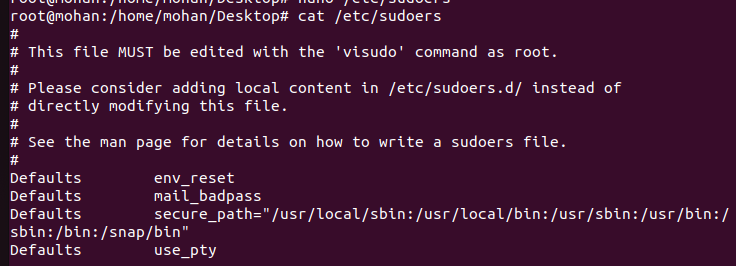 root@mohan:/home/mohan/Desktop# nano /etc/sudoers
root@mohan:/home/mohan/Desktop# cat /etc/sudoers
#
# This file MUST be edited with the 'visudo' command as root.
#
# Please consider adding local content in /etc/sudoers.d/ instead of
# directly modifying this file.
#
# See the man page for details on how to write a sudoers file.
#
Defaults        env_reset
Defaults        mail_badpass
Defaults        secure_path="/usr/local/sbin:/usr/local/bin:/usr/sbin:/usr/bin:/
sbin:/bin:/snap/bin"
Defaults        use_pty